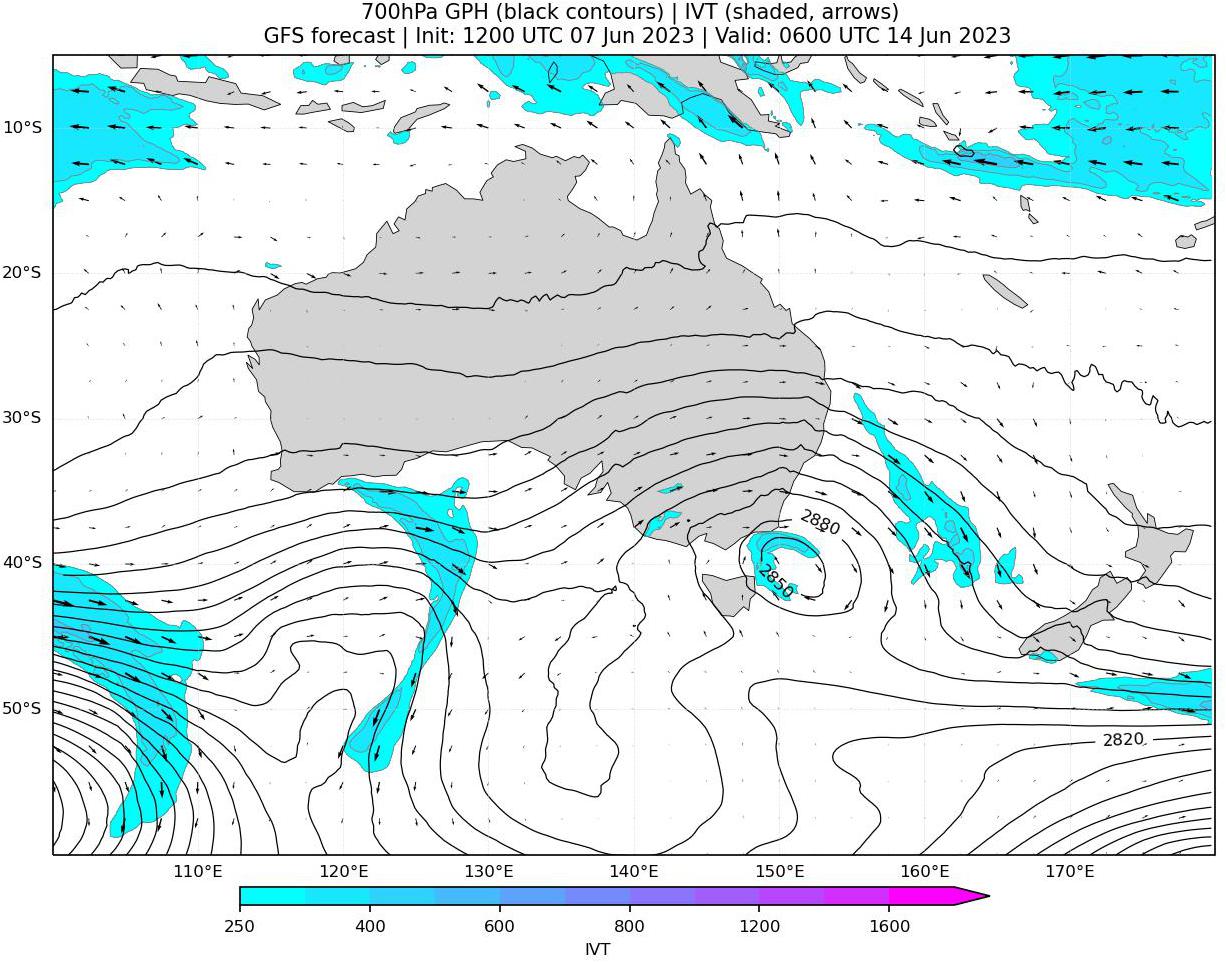 700hPa GPH (black contours) | IVT (shaded, arrows)
GFS forecast | Init: 1200 UTC 07 Jun 2023 | Valid: 0600 UTC 14 Jun 2023
10°S
20°S
30°S
2880
40°S
2850
50°S
2820
110°E 120°E 130°E 140°E 150°E 160°E 170°E
250 400 600 800 1200 1600
IVT